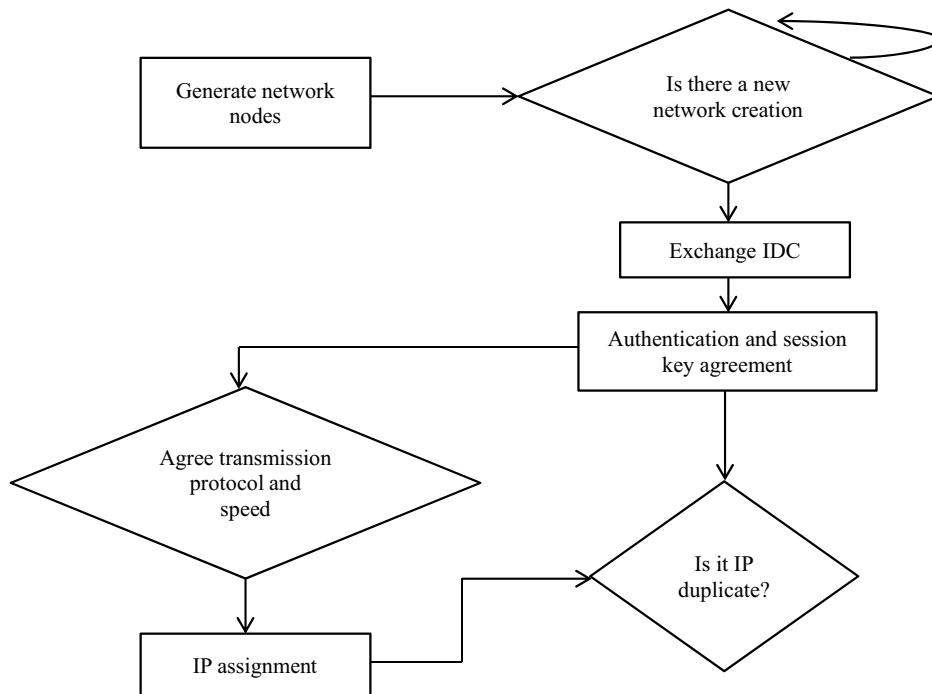 Generate network
nodes
Is there a new
network creation
Exchange IDC
Authentication and session
key agreement
Agree transmission
protocol and
speed
Is it IP
duplicate?
IP assignment